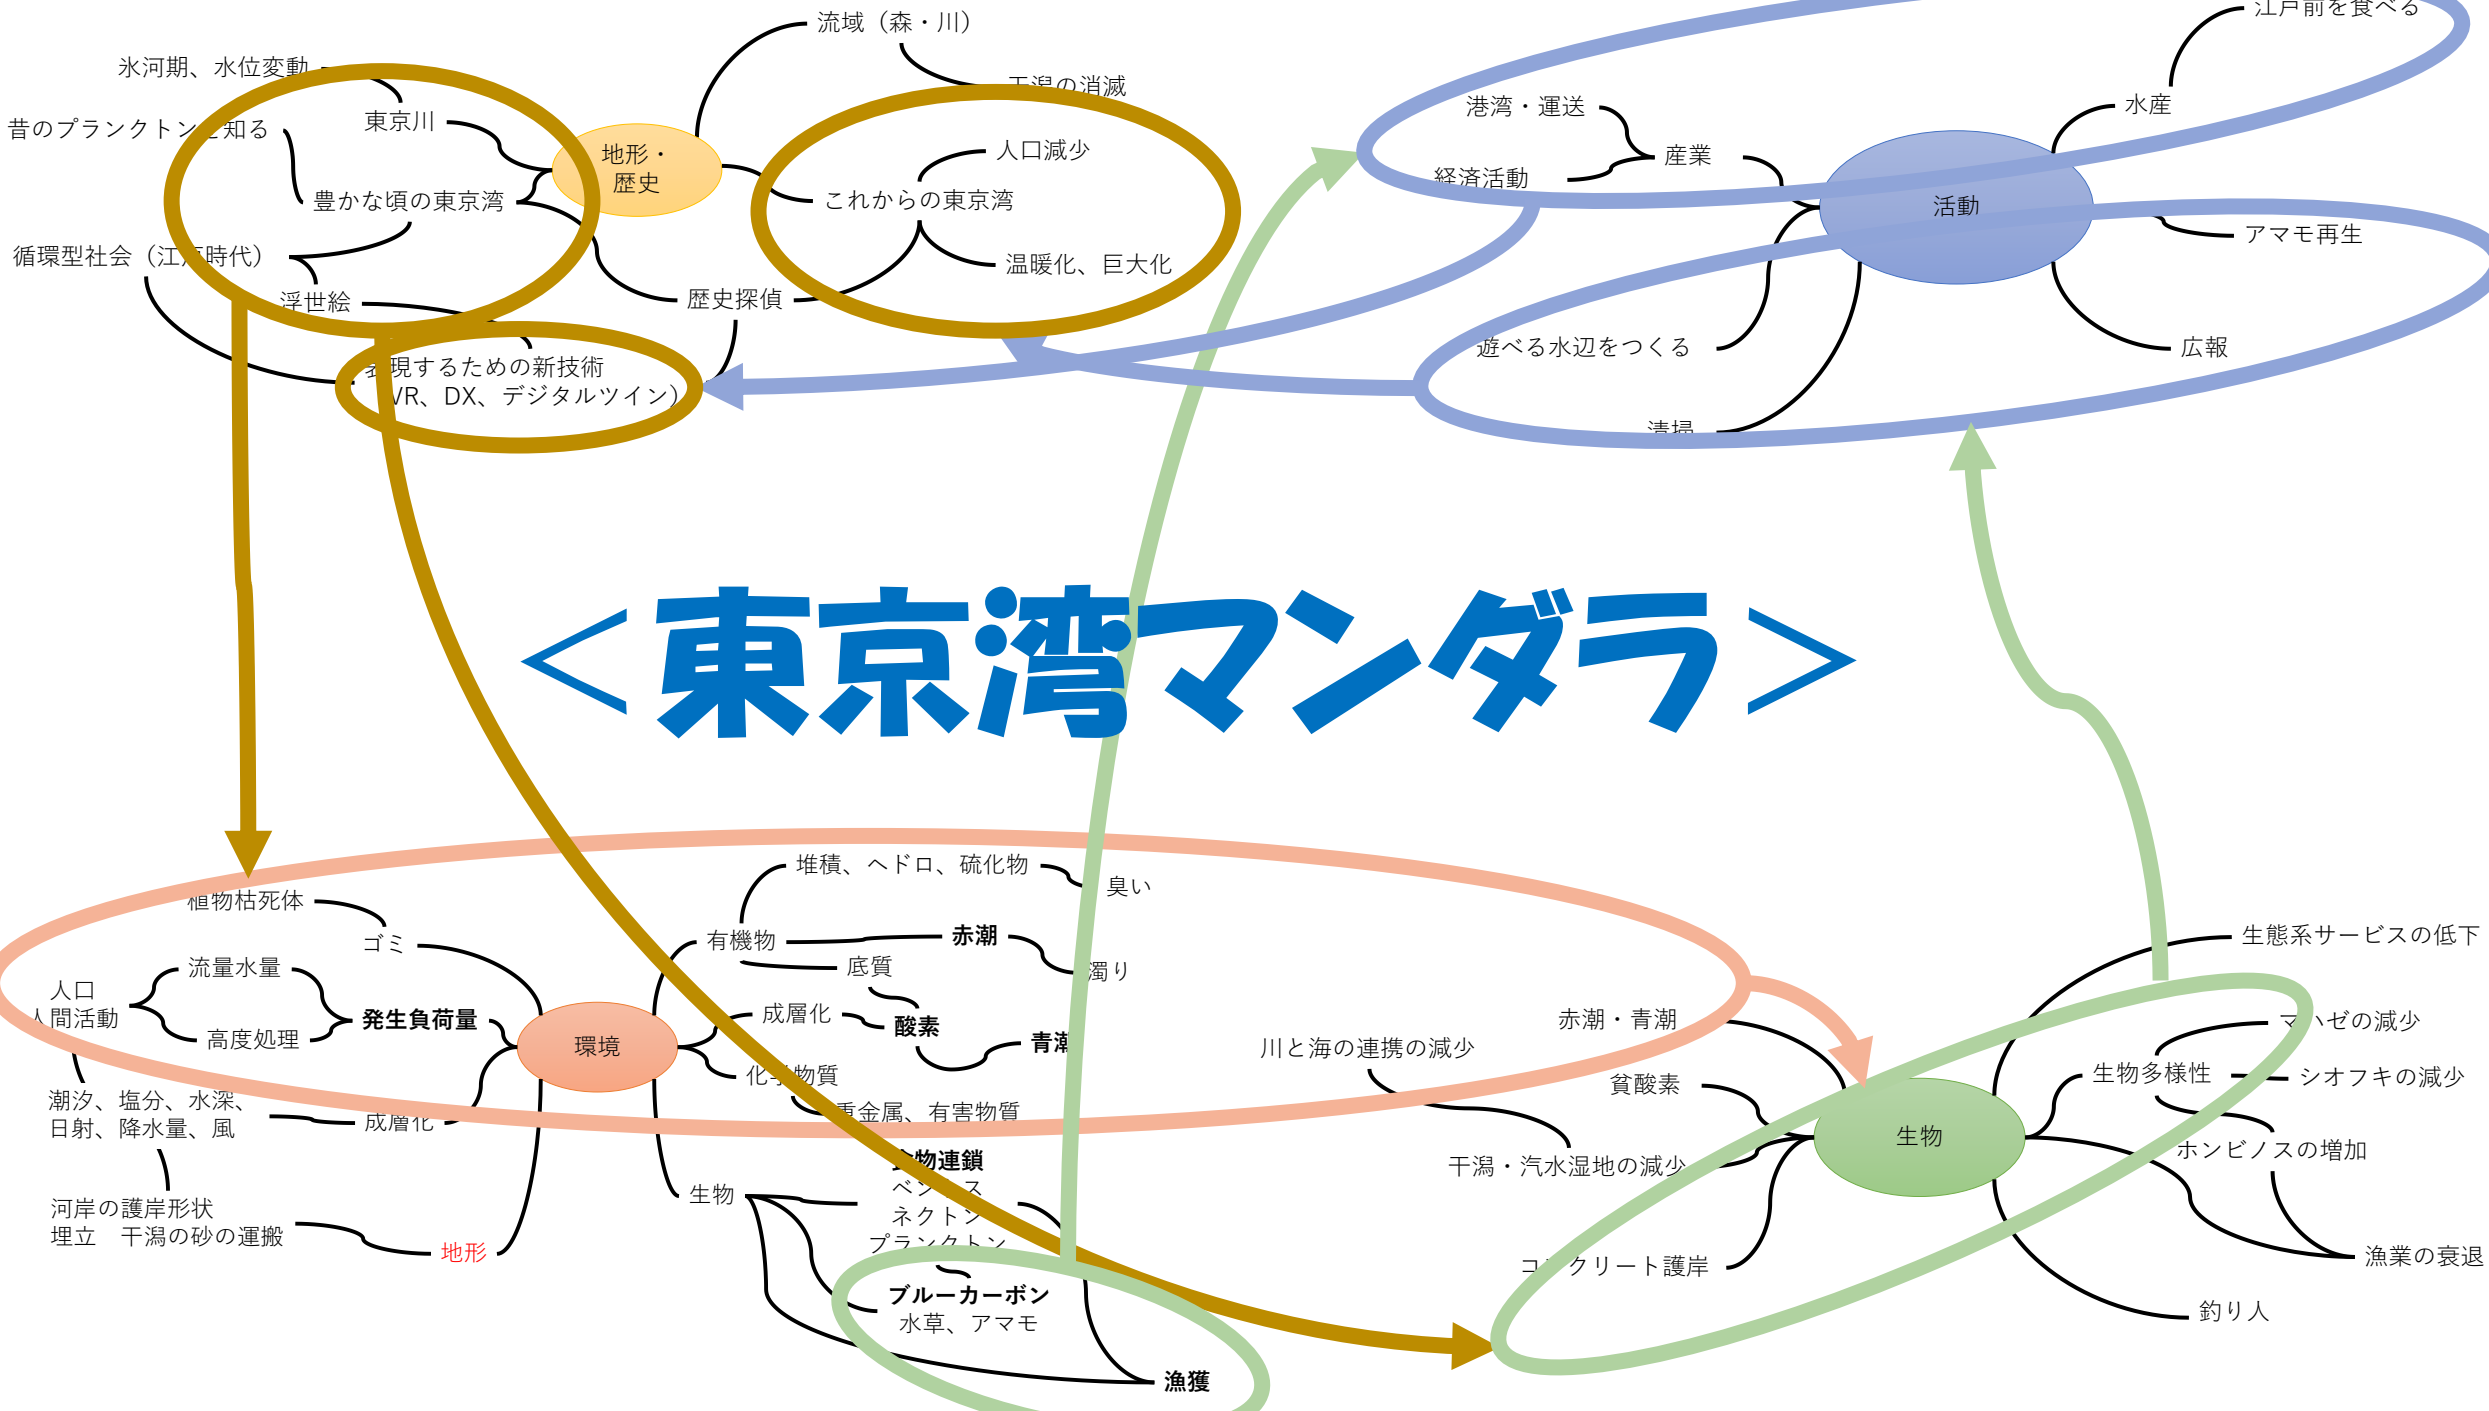 流域（森・川）
氷河期、水位変動
干潟の消滅
昔のプランクトンを知る
東京川
地形・
歴史
人口減少
豊かな頃の東京湾
これからの東京湾
循環型社会（江戸時代）
温暖化、巨大化
浮世絵
歴史探偵
表現するための新技術
（VR、DX、デジタルツイン）
江戸前を食べる
港湾・運送
水産
産業
経済活動
活動
アマモ再生
遊べる水辺をつくる
広報
清掃
＜東京湾マンダラ＞
堆積、ヘドロ、硫化物
臭い
植物枯死体
ゴミ
有機物
赤潮
底質
濁り
流量水量
人口
人間活動
発生負荷量
高度処理
環境
成層化
酸素
青潮
化学物質
重金属、有害物質
潮汐、塩分、水深、
日射、降水量、風
成層化
河岸の護岸形状
埋立　干潟の砂の運搬
地形
生物
食物連鎖
ベントス
ネクトン
プランクトン
ブルーカーボン
水草、アマモ
漁獲
生態系サービスの低下
赤潮・青潮
マハゼの減少
川と海の連携の減少
貧酸素
生物多様性
シオフキの減少
生物
干潟・汽水湿地の減少
ホンビノスの増加
コンクリート護岸
漁業の衰退
釣り人